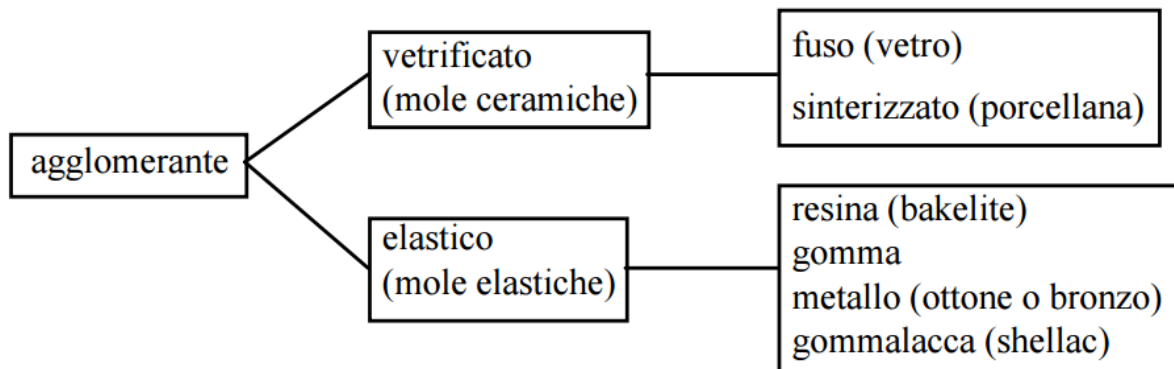 agglomerante
vetrificato
(mole ceramiche)
fuso (vetro)
sinterizzato (porcellana)
elastico
(mole elastiche)
resina (bakelite)
gomma
metallo (ottone o bronzo)
gommalacca (shellac)